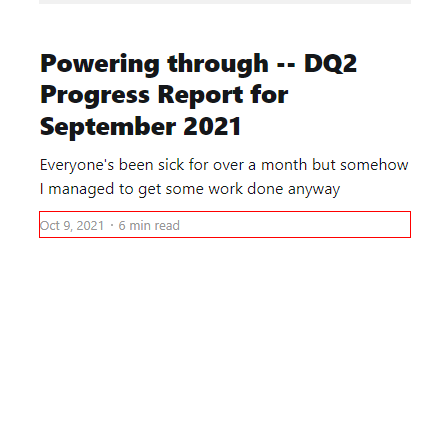 Powering through -- DQ2
Progress Report for
September 2021
Everyone's been sick for over a month but somehow
I managed to get some work done anyway
Oct 9, 2021 · 6 min read